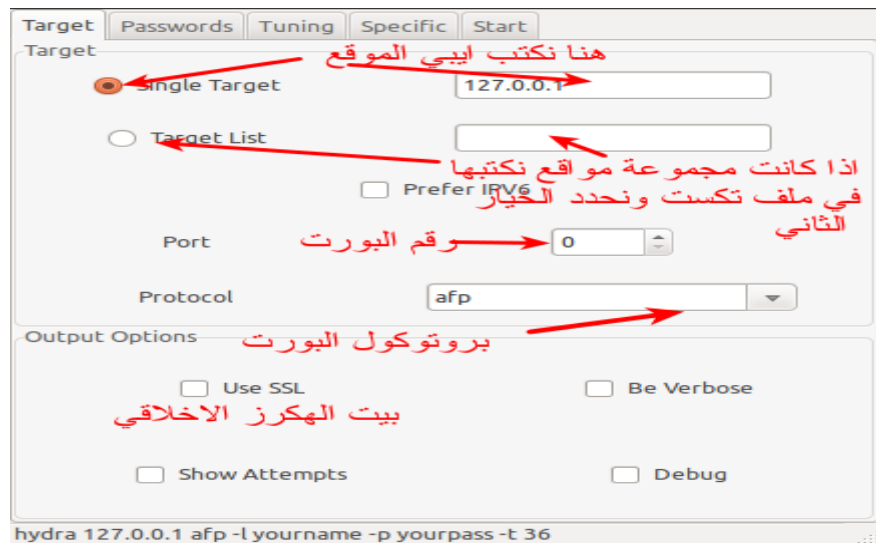 Target Passwords Tuning Specific Start
Target
هنا نكتب ايبي الموقع
Single Target 127.0.0.1
Target List
اذا كانت مجموعة مواقع نكتبها
Prefer IPV6
في ملف تكست ونحدد الخيار
الثاني
Port رقم البورت 0
Protocol afp
Output Options
بروتوكول البورت
Use SSL Be Verbose
بيت الهكرز الاخلاقي
Show Attempts Debug
hydra 127.0.0.1 afp -l yourname -p yourpass -t 36